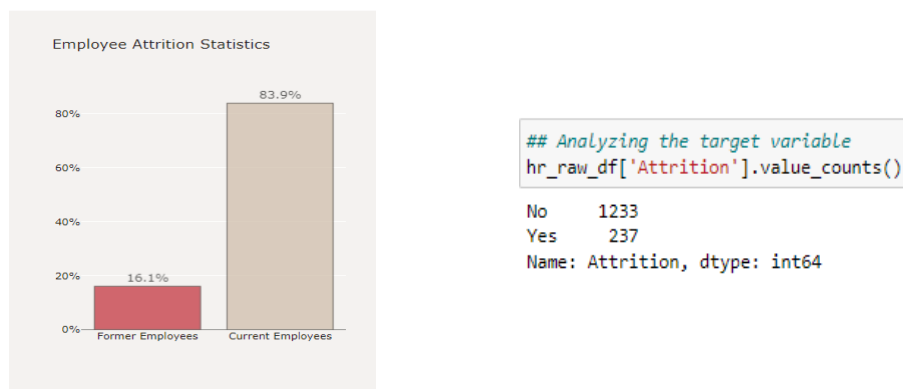 Employee Attrition Statistics
83.9%
80%
60%
40%
20%
16.1%
0%
Former Employees
Current Employees
## Analyzing the target variable
hr_raw_df['Attrition'].value_counts()
No 1233
Yes 237
Name: Attrition, dtype: int64